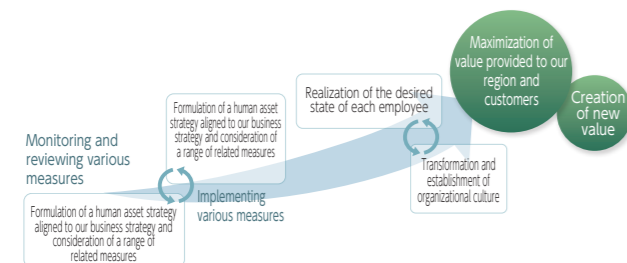 Monitoring and
reviewing various
measures
Formulation of a human asset strategy
aligned to our business strategy and
consideration of a range of
related measures
Formulation of a human asset
strategy aligned to our business
strategy and consideration of
a range of related measures
Implementing
various measures
Realization of the desired
state of each employee
Transformation and
establishment of
organizational culture
Maximization of
value provided to our
region and
customers
Creation
of new
value